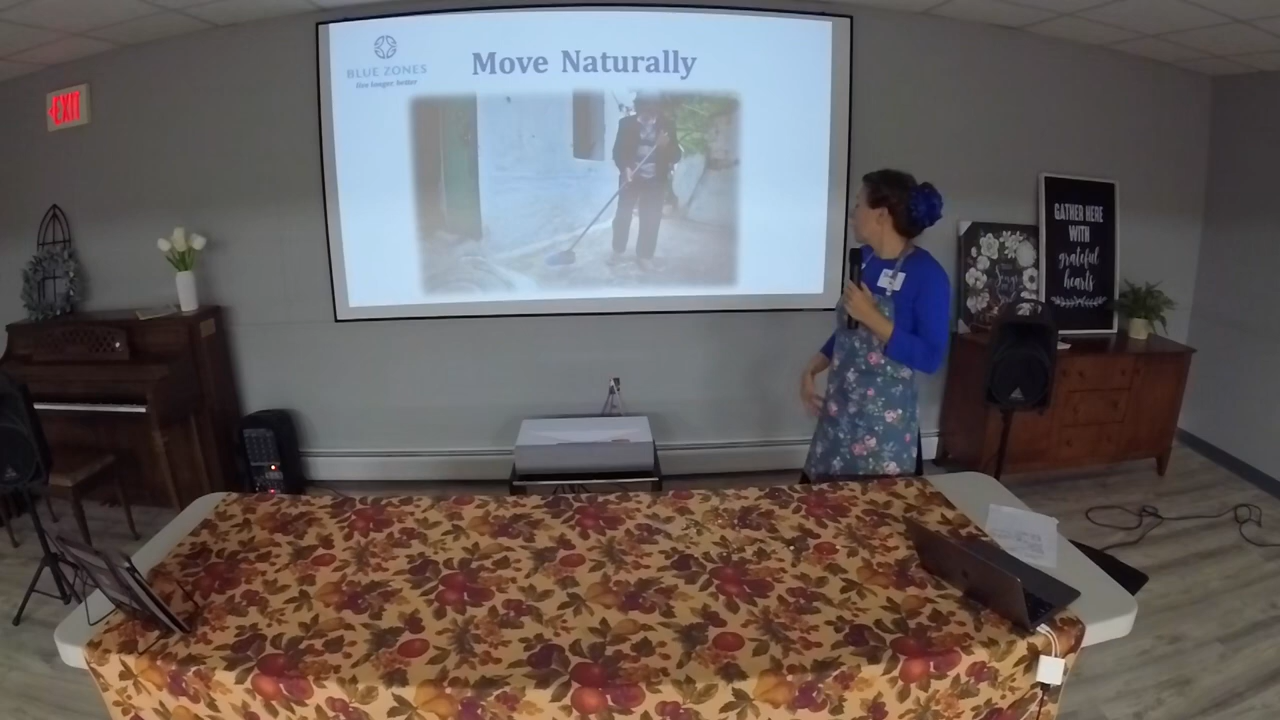 EXIT
BLUE ZONES
live longer better
Move Naturally
GATHER HERE
WITH
grateful
hearts